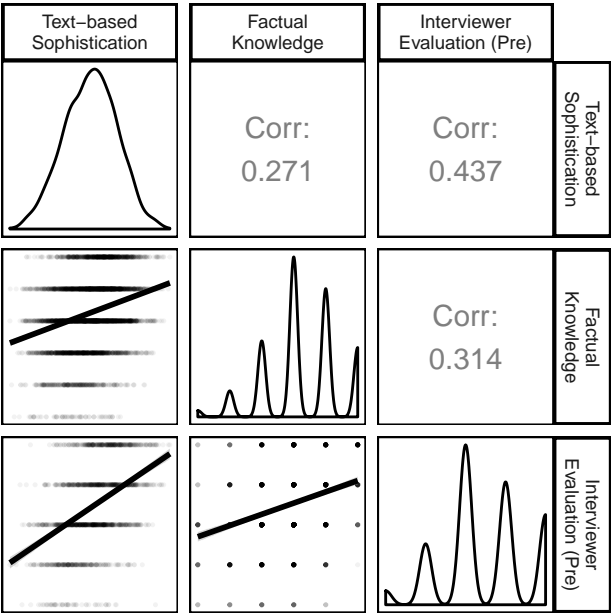 Text−based
Sophistication
Factual
Knowledge
Interviewer
Evaluation (Pre)
Corr:
0.271
Corr:
0.437
Text−based
Sophistication
Corr:
0.314
Factual
Knowledge
Interviewer
Evaluation (Pre)